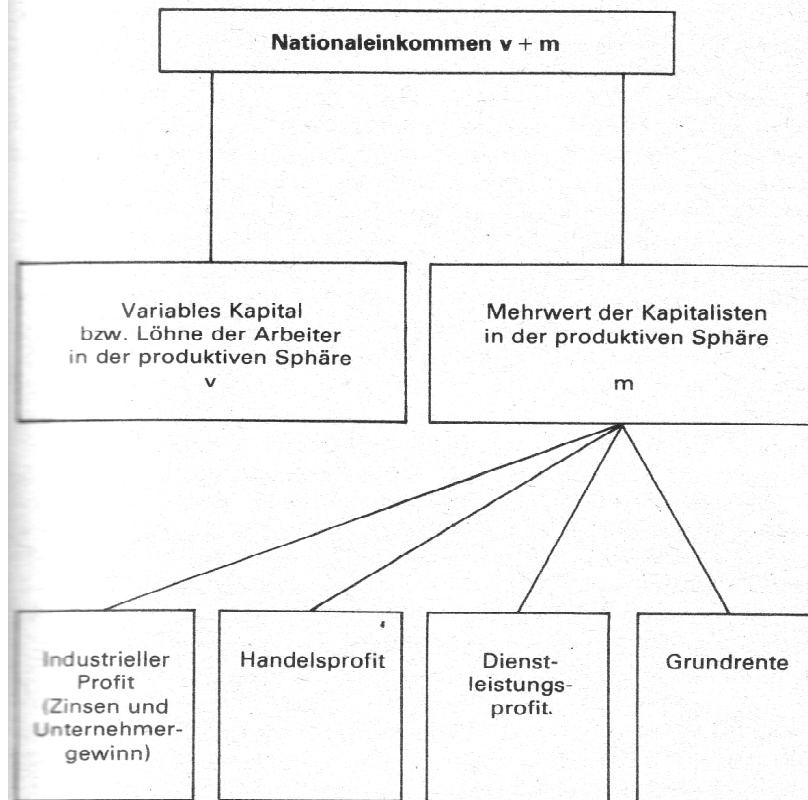 Nationaleinkommen v + m
Variables Kapital
bzw. Löhne der Arbeiter
in der produktiven Sphäre
v
Mehrwert der Kapitalisten
in der produktiven Sphäre
m
Industrieller
Profit
(Zinsen und
Unternehmer-
gewinn)
Handelsprofit
Dienst-
leistungs-
profit.
Grundrente